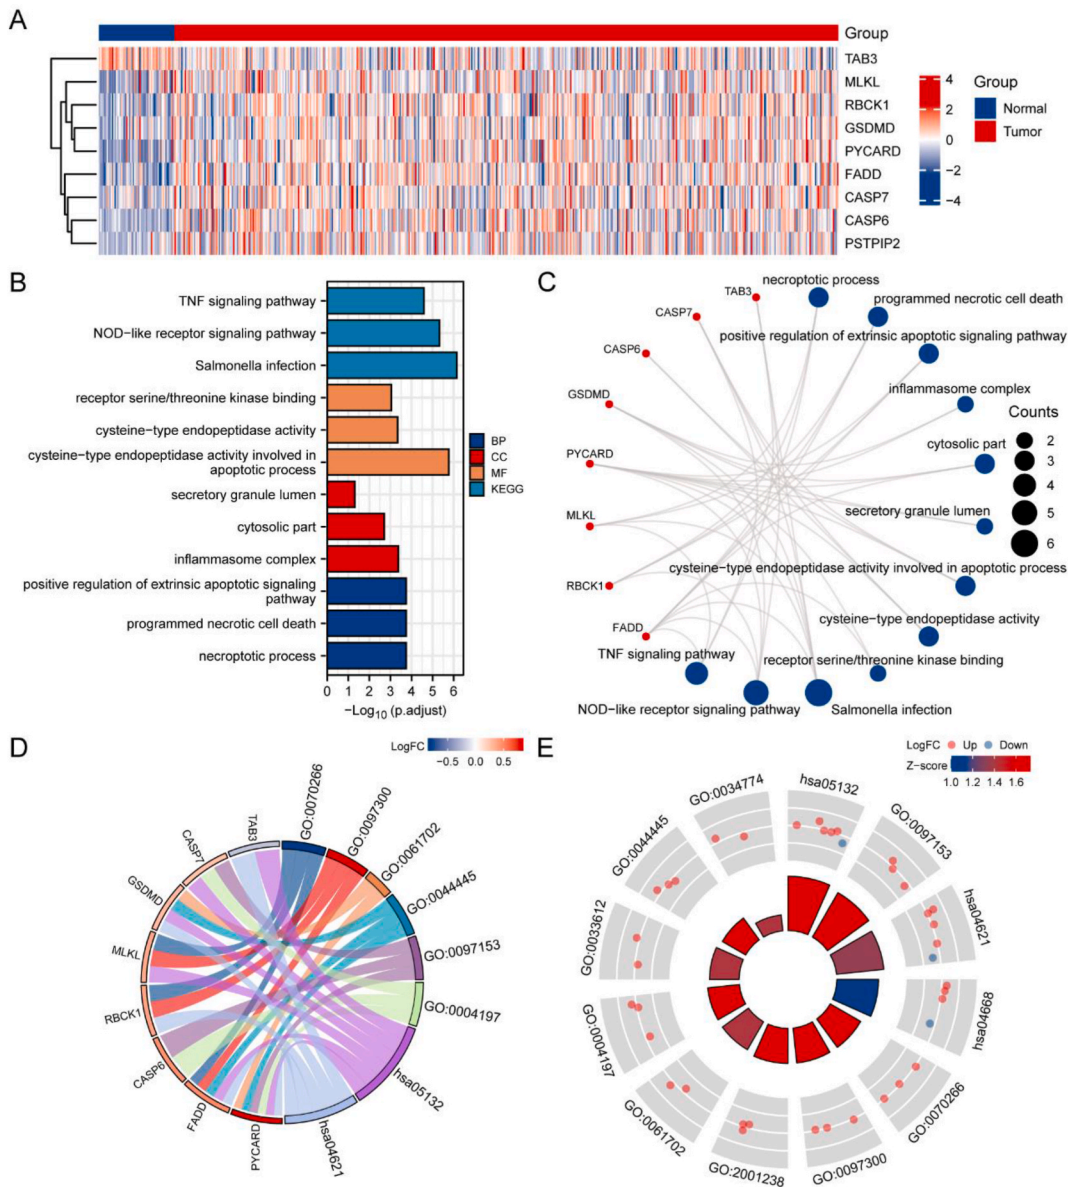 A
Group
TAB3
MLKL
RBCK1
GSDMD
PYCARD
FADD
CASP7
CASP6
PSTPIP2
4
2
0
−2
−4
Group
Normal
Tumor
B
TNF signaling pathway
NOD−like receptor signaling pathway
Salmonella infection
receptor serine/threonine kinase binding
cysteine−type endopeptidase activity
cysteine−type endopeptidase activity involved in
apoptotic process
secretory granule lumen
cytosolic part
inflammasome complex
positive regulation of extrinsic apoptotic signaling
pathway
programmed necrotic cell death
necroptotic process
0 1 2 3 4 5 6
−Log10 (p.adjust)
BP
CC
MF
KEGG
C
TAB3
CASP7
CASP6
GSDMD
PYCARD
MLKL
RBCK1
FADD
necroptotic process
programmed necrotic cell death
positive regulation of extrinsic apoptotic signaling pathway
inflammasome complex
cytosolic part
secretory granule lumen
cysteine−type endopeptidase activity involved in apoptotic process
cysteine−type endopeptidase activity
receptor serine/threonine kinase binding
TNF signaling pathway
NOD−like receptor signaling pathway
Salmonella infection
Counts
2
3
4
5
6
D
LogFC
−0.5 0.0 0.5
TAB3
CASP7
GSDMD
MLKL
RBCK1
CASP6
FADD
PYCARD
GO:0070266
GO:0097300
GO:0061702
GO:0044445
GO:0097153
GO:0004197
hsa05132
hsa04621
E
LogFC Up Down
Z−score
1.0 1.2 1.4 1.6
hsa05132
GO:0097153
hsa04621
hsa04668
GO:0070266
GO:0097300
GO:2001238
GO:0061702
GO:0004197
GO:0033612
GO:0044445
GO:0034774